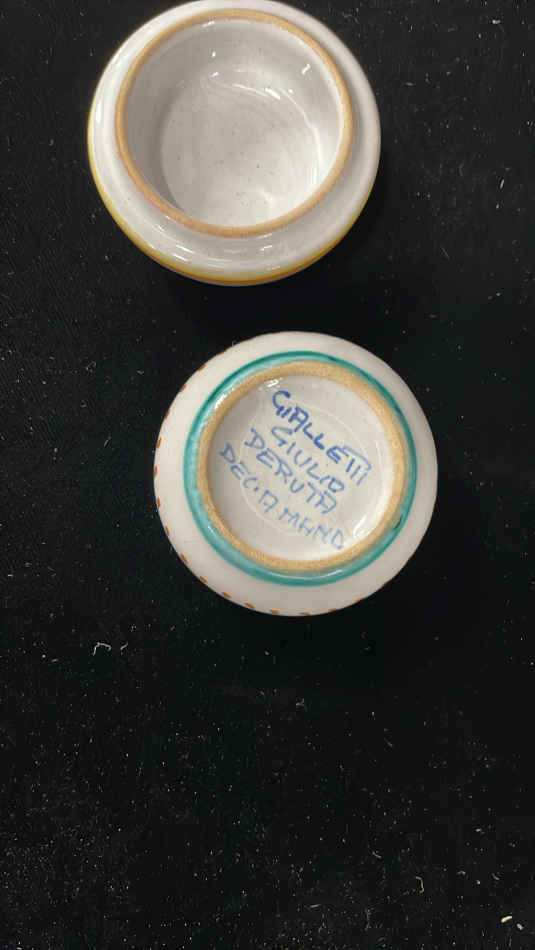 GIALLETTI
GIULIO
DERUTA
DEC. A MANO